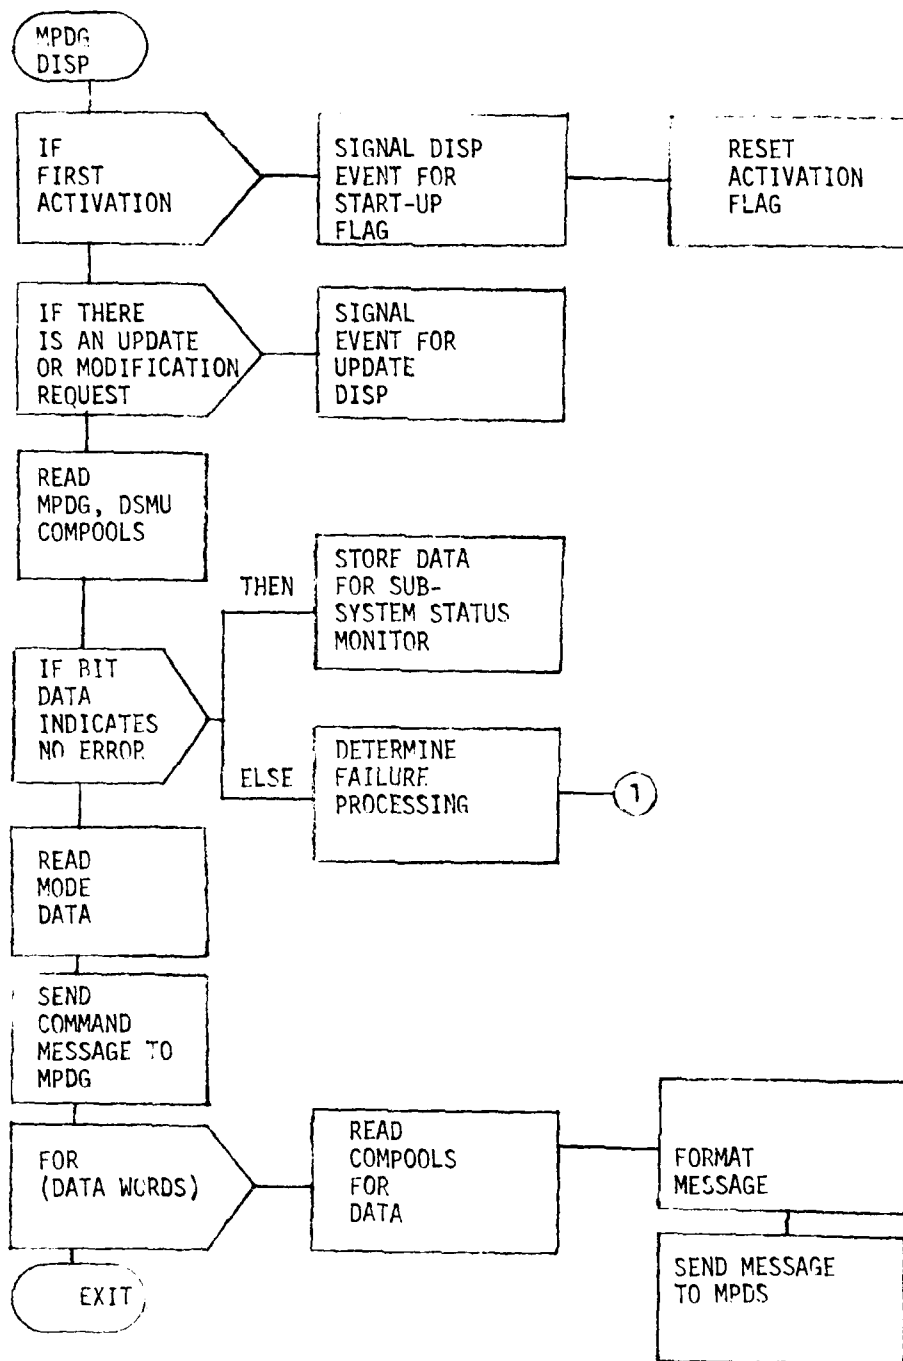 MPDG
DISP
IF
FIRST
ACTIVATION
SIGNAL DISP
EVENT FOR
START-UP
FLAG
RESET
ACTIVATION
FLAG
IF THERE
IS AN UPDATE
OR MODIFICATION
REQUEST
SIGNAL
EVENT FOR
UPDATE
DISP
READ
MPDG, DSMU
COMPOOLS
THEN
STORE DATA
FOR SUB-
SYSTEM STATUS
MONITOR
IF BIT
DATA
INDICATES
NO ERROR
ELSE
DETERMINE
FAILURE
PROCESSING
1
READ
MODE
DATA
SEND
COMMAND
MESSAGE TO
MPDG
FOR
(DATA WORDS)
READ
COMPOOLS
FOR
DATA
FORMAT
MESSAGE
SEND MESSAGE
TO MPDS
EXIT